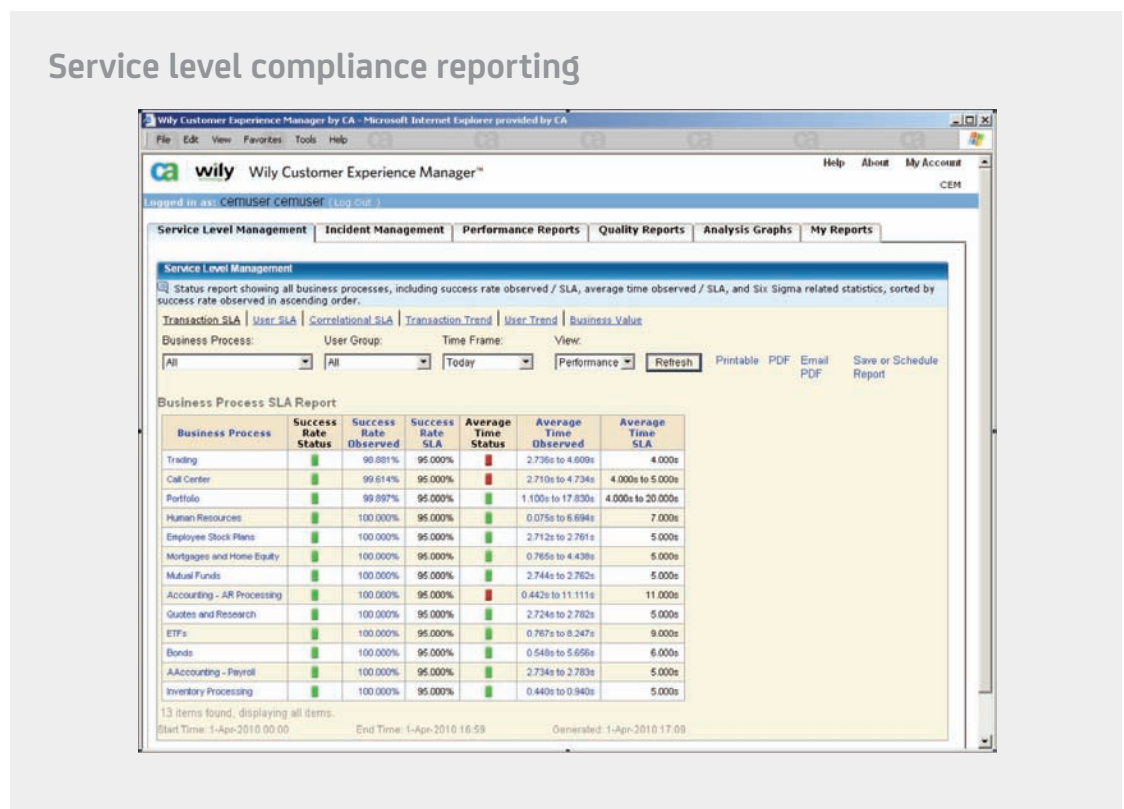 Service level compliance reporting
Wily Customer Experience Manager by CA - Microsoft Internet Explorer provided by CA
File Edit View Favorites Tools Help
ca wily Wily Customer Experience Manager™
Help About My Account
CEM
Logged in as: cemuser cemuser (Log Out)
Service Level Management Incident Management Performance Reports Quality Reports Analysis Graphs My Reports
Service Level Management
Status report showing all business processes, including success rate observed / SLA, average time observed / SLA, and Six Sigma related statistics, sorted by
success rate observed in ascending order.
Transaction SLA User SLA Correlational SLA Transaction Trend User Trend Business Value
Business Process: User Group: Time Frame: View:
All All Today Performance Refresh Printable PDF Email PDF Save or Schedule Report
Business Process SLA Report
Business Process Success Rate Status Success Rate Observed Success Rate SLA Average Time Status Average Time Observed Average Time SLA
Trading 98.881% 95.000% 2.736s to 4.609s 4.000s
Call Center 99.614% 95.000% 2.710s to 4.734s 4.000s to 5.000s
Portfolio 99.897% 95.000% 1.100s to 17.830s 4.000s to 20.000s
Human Resources 100.000% 95.000% 0.075s to 6.694s 7.000s
Employee Stock Plans 100.000% 95.000% 2.712s to 2.761s 5.000s
Mortgages and Home Equity 100.000% 95.000% 0.765s to 4.438s 5.000s
Mutual Funds 100.000% 95.000% 2.744s to 2.762s 5.000s
Accounting - AR Processing 100.000% 95.000% 0.442s to 11.111s 11.000s
Quotes and Research 100.000% 95.000% 2.724s to 2.782s 5.000s
ETFs 100.000% 95.000% 0.767s to 8.247s 9.000s
Bonds 100.000% 95.000% 0.548s to 5.656s 6.000s
AAccounting - Payroll 100.000% 95.000% 2.734s to 2.783s 5.000s
Inventory Processing 100.000% 95.000% 0.440s to 0.940s 5.000s
13 items found, displaying all items.
Start Time: 1-Apr-2010 00:00 End Time: 1-Apr-2010 16:59 Generated: 1-Apr-2010 17:09